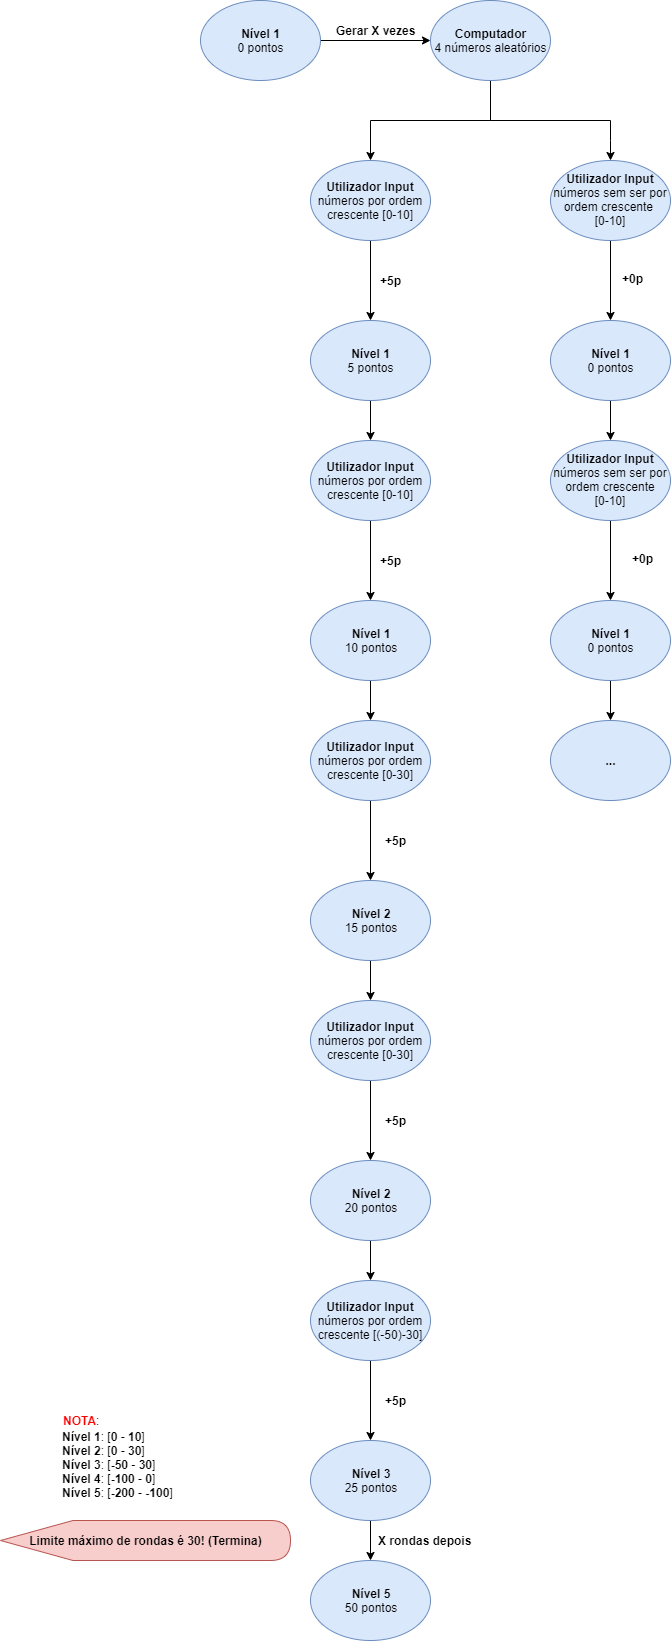 Nível 1
0 pontos
Gerar X vezes
Computador
4 números aleatórios
Utilizador Input
números por ordem
crescente [0-10]
Utilizador Input
números sem ser por
ordem crescente
[0-10]
+5p
+0p
Nível 1
5 pontos
Nível 1
0 pontos
Utilizador Input
números por ordem
crescente [0-10]
Utilizador Input
números sem ser por
ordem crescente
[0-10]
+5p
+0p
Nível 1
10 pontos
Nível 1
0 pontos
Utilizador Input
números por ordem
crescente [0-30]
...
+5p
Nível 2
15 pontos
Utilizador Input
números por ordem
crescente [0-30]
+5p
Nível 2
20 pontos
Utilizador Input
números por ordem
crescente [(-50)-30]
+5p
NOTA:
Nível 1: [0 - 10]
Nível 2: [0 - 30]
Nível 3: [-50 - 30]
Nível 4: [-100 - 0]
Nível 5: [-200 - -100]
Nível 3
25 pontos
Limite máximo de rondas é 30! (Termina)
X rondas depois
Nível 5
50 pontos